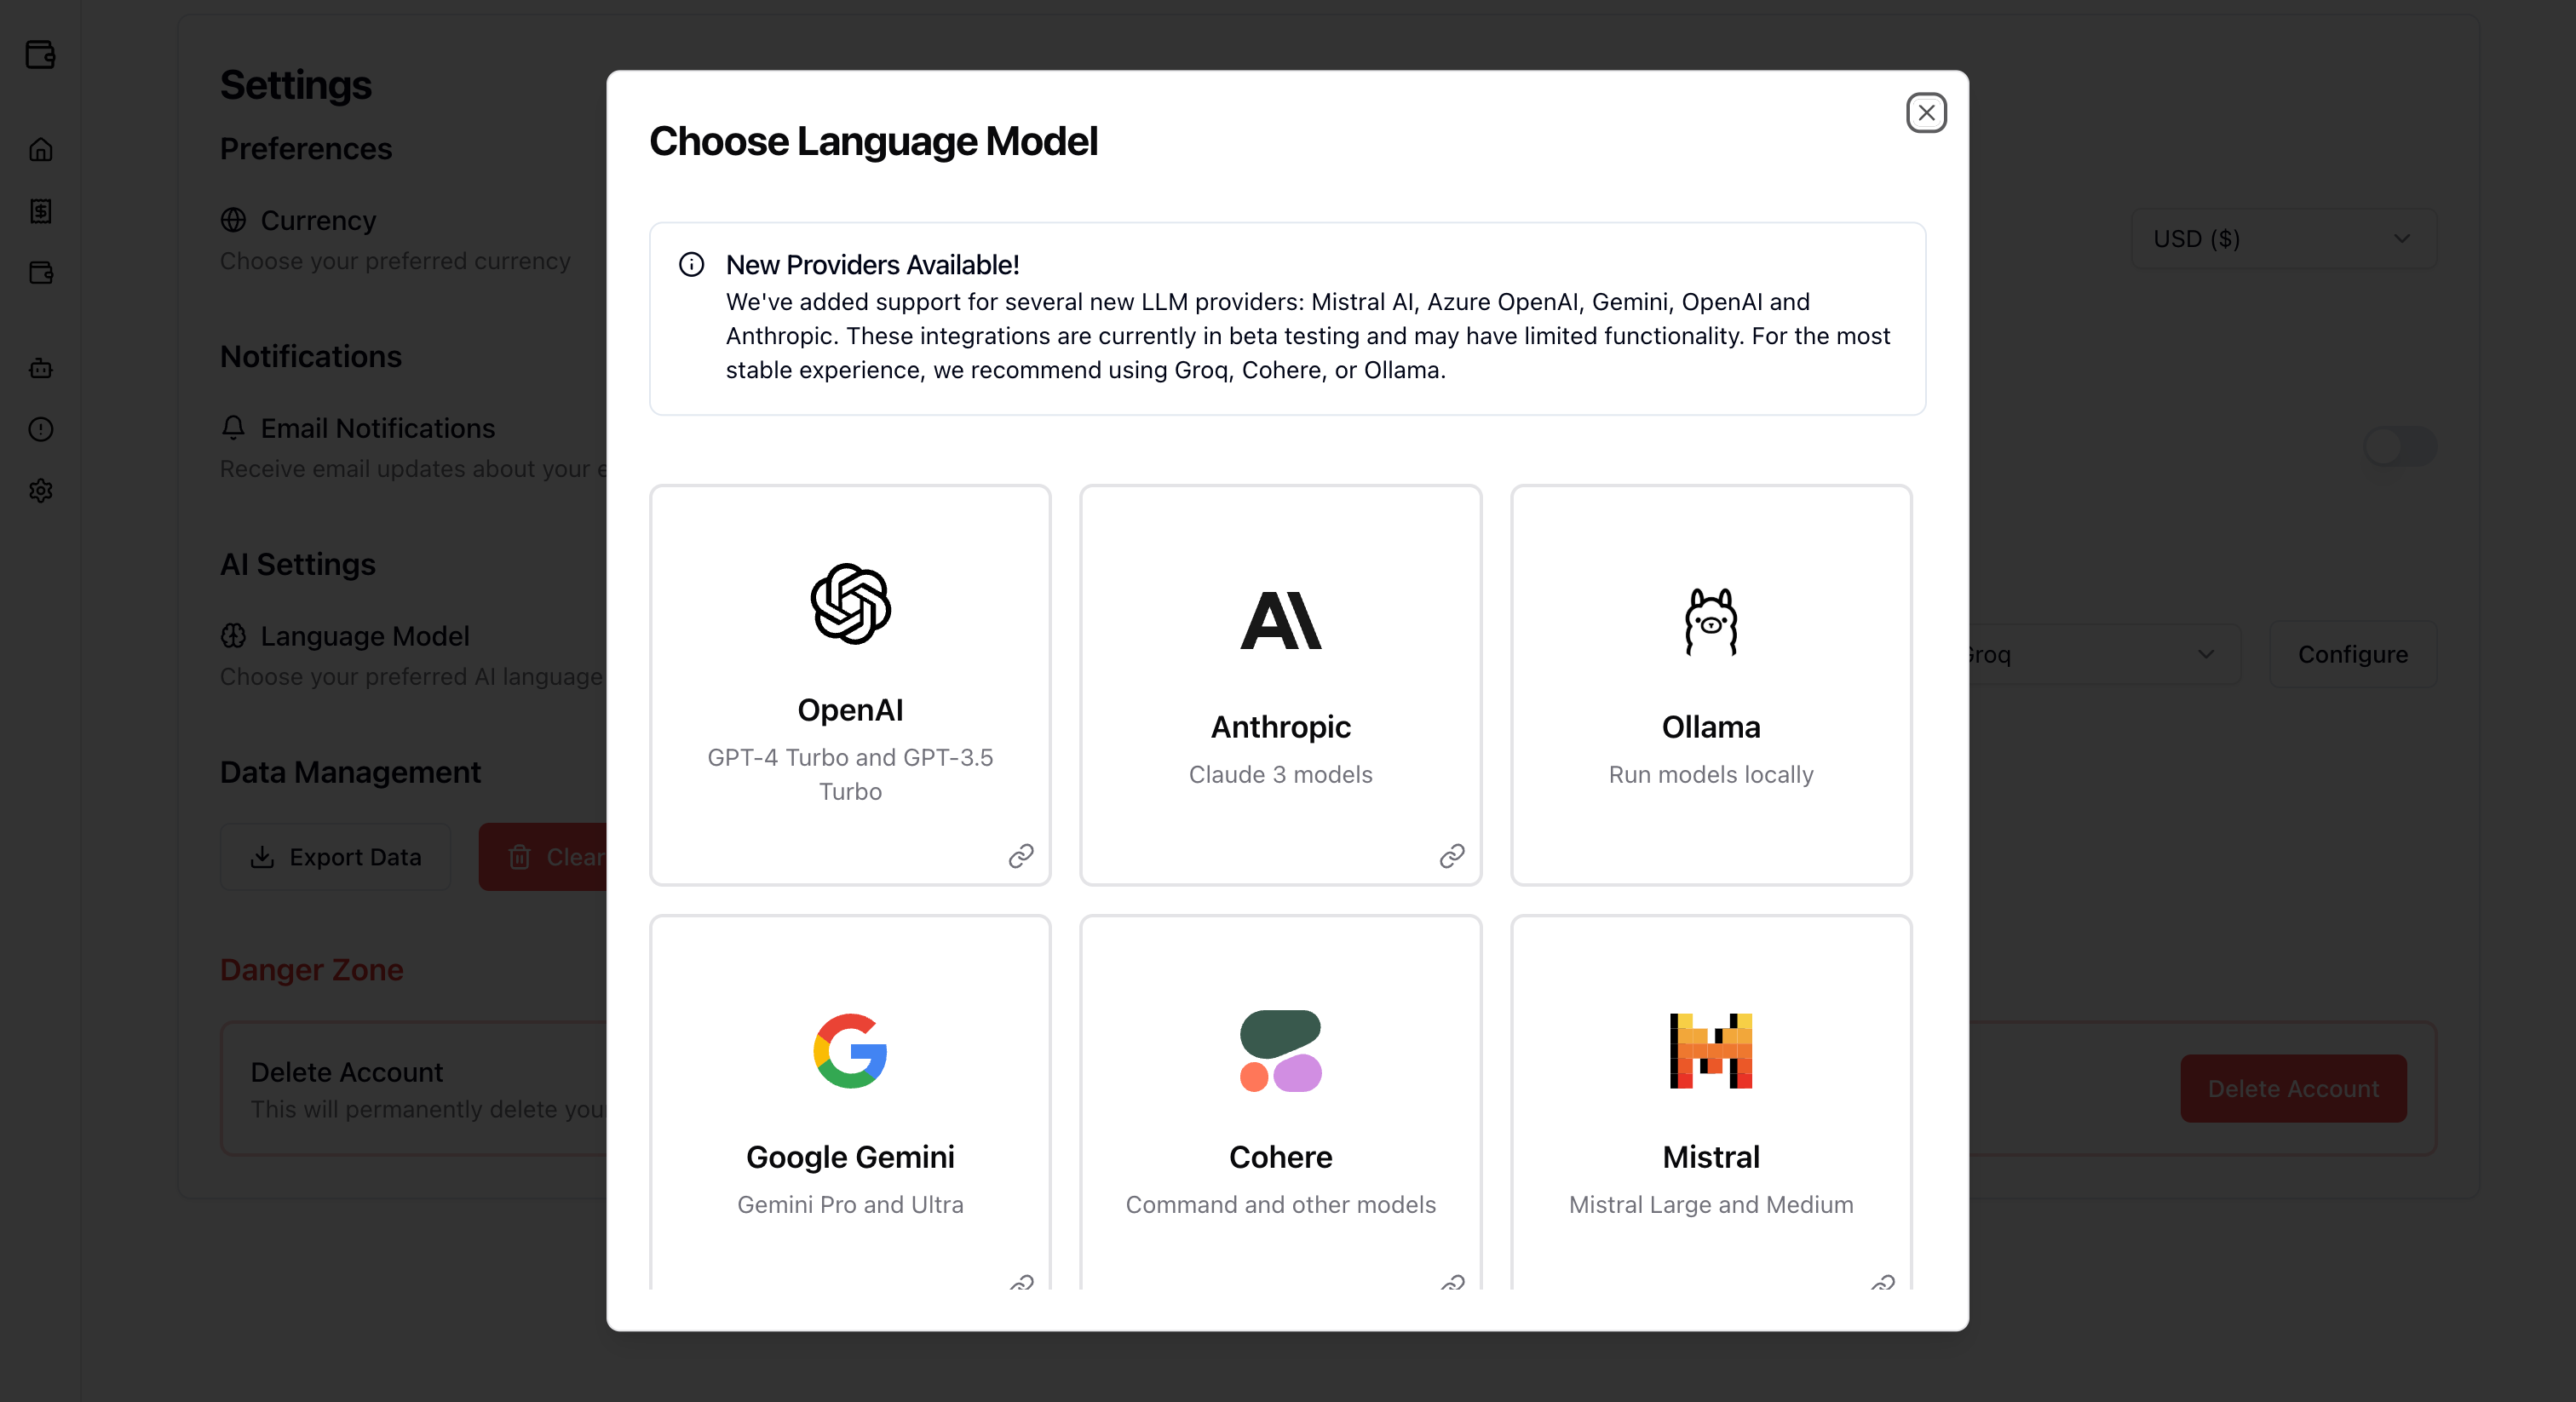 Settings
Preferences
Currency
Choose your preferred currency
USD ($)
Notifications
Email Notifications
Receive email updates about your
AI Settings
Language Model
Choose your preferred AI language
Groq
Configure
Data Management
Export Data
Clear
Danger Zone
Delete Account
This will permanently delete you
Delete Account
Choose Language Model
New Providers Available!
We've added support for several new LLM providers: Mistral AI, Azure OpenAI, Gemini, OpenAI and
Anthropic. These integrations are currently in beta testing and may have limited functionality. For the most
stable experience, we recommend using Groq, Cohere, or Ollama.
OpenAI
GPT-4 Turbo and GPT-3.5
Turbo
Anthropic
Claude 3 models
Ollama
Run models locally
Google Gemini
Gemini Pro and Ultra
Cohere
Command and other models
Mistral
Mistral Large and Medium